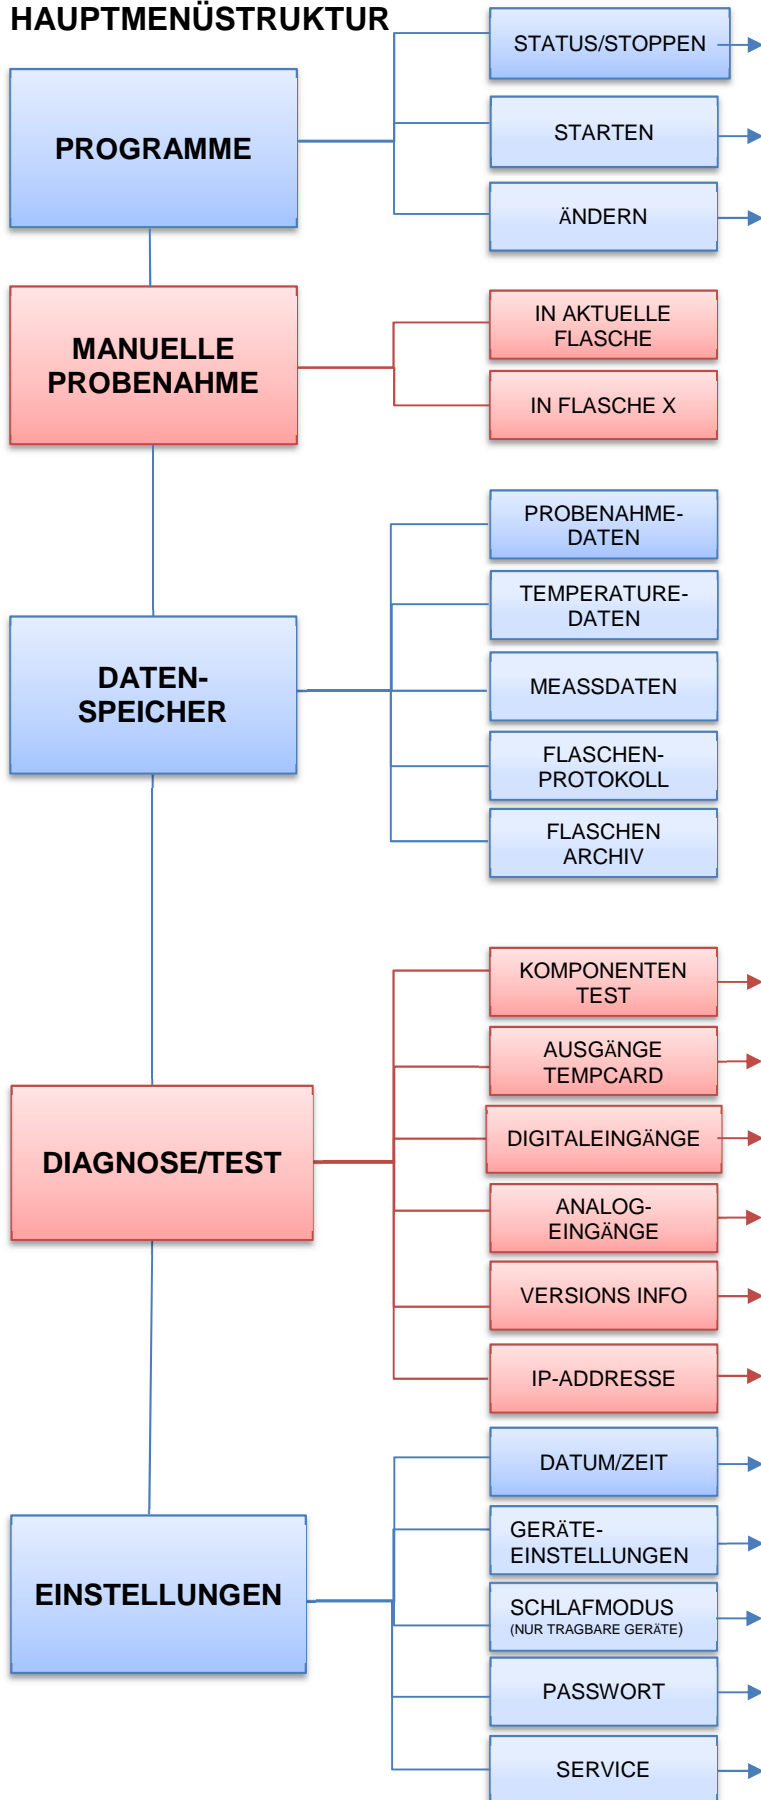 HAUPTMENÜSTRUKTUR
PROGRAMME
STATUS/STOPPEN
STARTEN
ÄNDERN
MANUELLE
PROBENAHME
IN AKTUELLE
FLASCHE
IN FLASCHE X
DATEN-
SPEICHER
PROBENAHME-
DATEN
TEMPERATURE-
DATEN
MEASSDATEN
FLASCHEN-
PROTOKOLL
FLASCHEN
ARCHIV
DIAGNOSE/TEST
KOMPONENTEN
TEST
AUSGÄNGE
TEMPCARD
DIGITALEINGÄNGE
ANALOG-
EINGÄNGE
VERSIONS INFO
IP-ADDRESSE
EINSTELLUNGEN
DATUM/ZEIT
GERÄTE-
EINSTELLUNGEN
SCHLAFMODUS
(NUR TRAGBARE GERÄTE)
PASSWORT
SERVICE